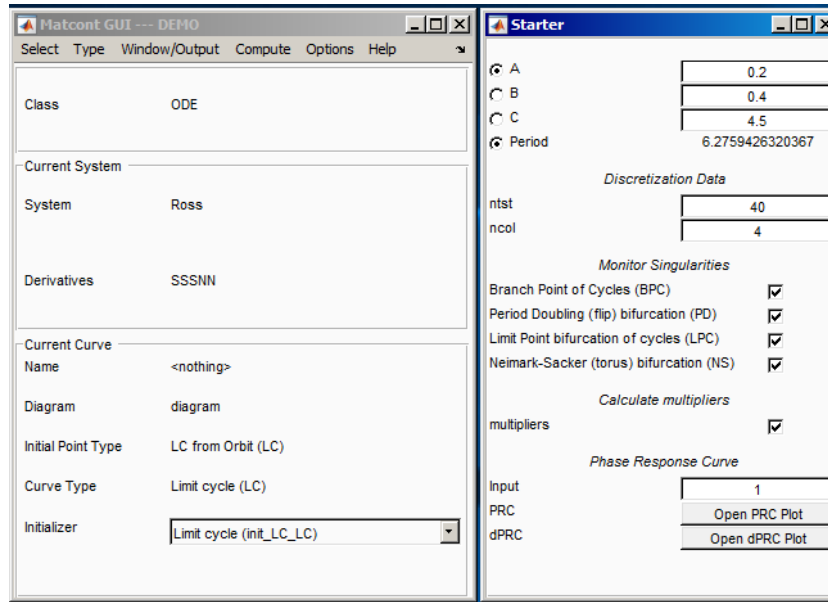 Matcont GUI --- DEMO
Select Type Window/Output Compute Options Help
Class ODE
Current System
System Ross
Derivatives SSSNN
Current Curve
Name <nothing>
Diagram diagram
Initial Point Type LC from Orbit (LC)
Curve Type Limit cycle (LC)
Initializer Limit cycle (init_LC_LC)
Starter
A 0.2
B 0.4
C 4.5
Period 6.2759426320367
Discretization Data
ntst 40
ncol 4
Monitor Singularities
Branch Point of Cycles (BPC)
Period Doubling (flip) bifurcation (PD)
Limit Point bifurcation of cycles (LPC)
Neimark-Sacker (torus) bifurcation (NS)
Calculate multipliers
multipliers
Phase Response Curve
Input 1
PRC Open PRC Plot
dPRC Open dPRC Plot